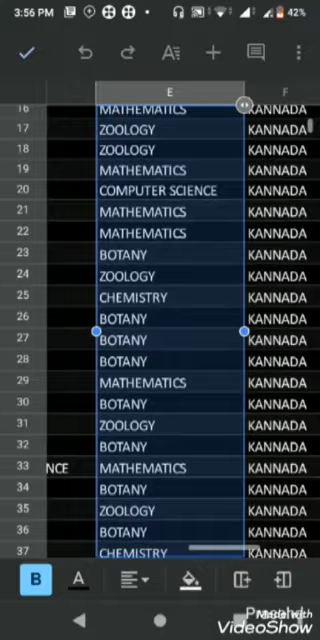 3:56 PM 42%
E F
16 MATHEMATICS KANNADA
17 ZOOLOGY KANNADA
18 ZOOLOGY KANNADA
19 MATHEMATICS KANNADA
20 COMPUTER SCIENCE KANNADA
21 MATHEMATICS KANNADA
22 MATHEMATICS KANNADA
23 BOTANY KANNADA
24 ZOOLOGY KANNADA
25 CHEMISTRY KANNADA
26 BOTANY KANNADA
27 BOTANY KANNADA
28 BOTANY KANNADA
29 MATHEMATICS KANNADA
30 BOTANY KANNADA
31 ZOOLOGY KANNADA
32 BOTANY KANNADA
33 NCE MATHEMATICS KANNADA
34 BOTANY KANNADA
35 ZOOLOGY KANNADA
36 BOTANY KANNADA
37 CHEMISTRY KANNADA
B A
VideoShow